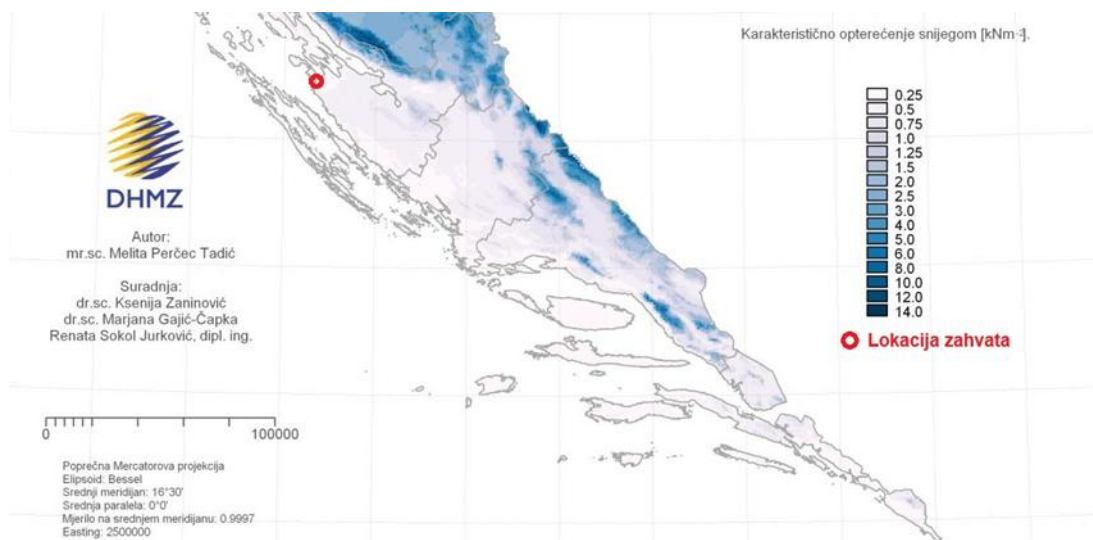 Karakteristično opterećenje snijegom [kNm⁻²].
0.25
0.5
0.75
1.0
1.25
1.5
2.0
2.5
3.0
4.0
5.0
6.0
8.0
10.0
12.0
14.0
Lokacija zahvata
DHMZ
Autor:
mr.sc. Melita Perčec Tadić
Suradnja:
dr.sc. Ksenija Zaninović
dr.sc. Marjana Gajić-Čapka
Renata Sokol Jurković, dipl. ing.
0 100000
Poprečna Mercatorova projekcija
Elipsoid: Bessel
Srednji meridijan: 16°30'
Srednja paralela: 0°0'
Mjerilo na srednjem meridijanu: 0.9997
Easting: 2500000